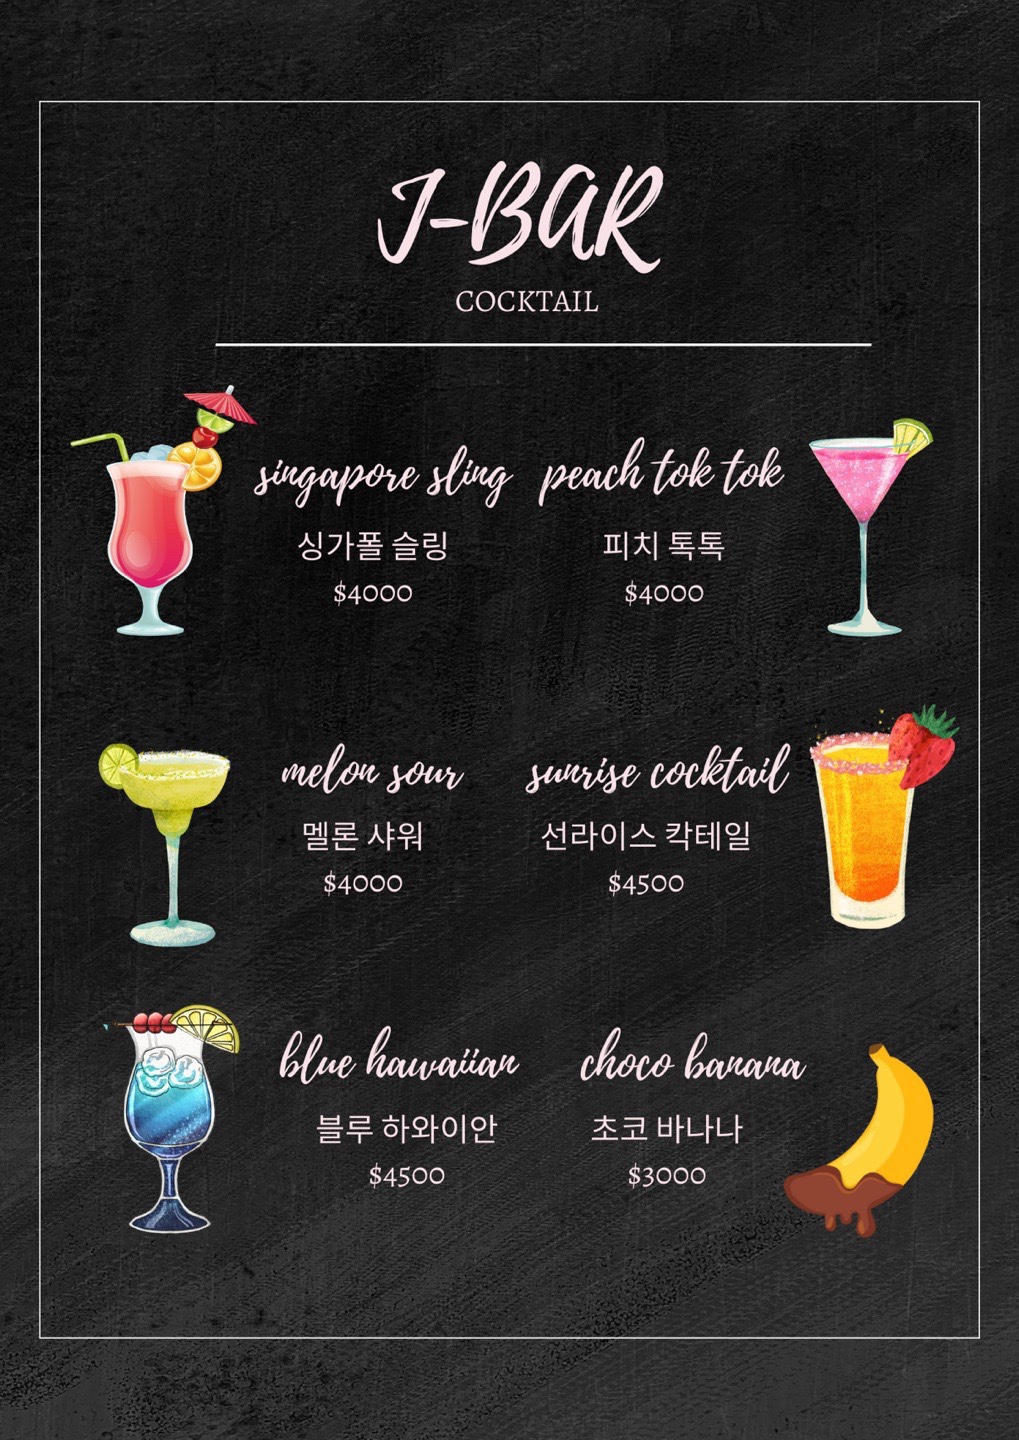 J-BAR
COCKTAIL
singapore sling
싱가폴 슬링
$4000
peach tok tok
피치 톡톡
$4000
melon sour
멜론 샤워
$4000
sunrise cocktail
선라이스 칵테일
$4500
blue hawaiian
블루 하와이안
$4500
choco banana
초코 바나나
$3000